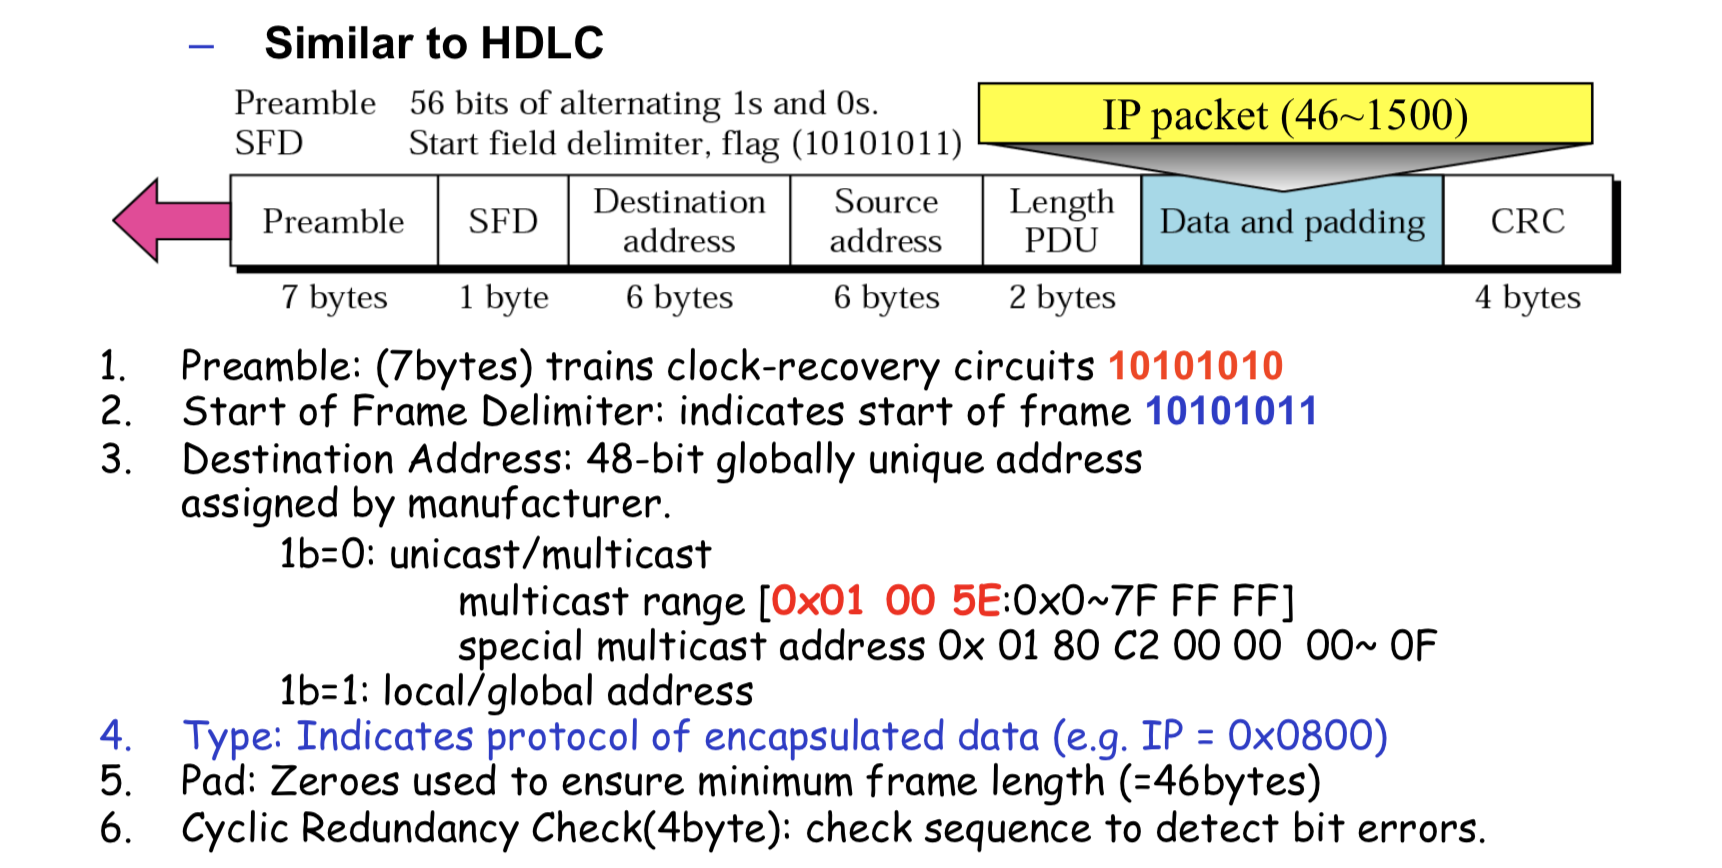 – Similar to HDLC
Preamble 56 bits of alternating 1s and 0s.
SFD Start field delimiter, flag (10101011)
IP packet (46~1500)
Preamble SFD Destination address Source address Length PDU Data and padding CRC
7 bytes 1 byte 6 bytes 6 bytes 2 bytes 4 bytes
1. Preamble: (7bytes) trains clock-recovery circuits 10101010
2. Start of Frame Delimiter: indicates start of frame 10101011
3. Destination Address: 48-bit globally unique address
assigned by manufacturer.
1b=0: unicast/multicast
multicast range [0x01 00 5E:0x0~7F FF FF]
special multicast address 0x 01 80 C2 00 00 00~ 0F
1b=1: local/global address
4. Type: Indicates protocol of encapsulated data (e.g. IP = 0x0800)
5. Pad: Zeroes used to ensure minimum frame length (=46bytes)
6. Cyclic Redundancy Check(4byte): check sequence to detect bit errors.